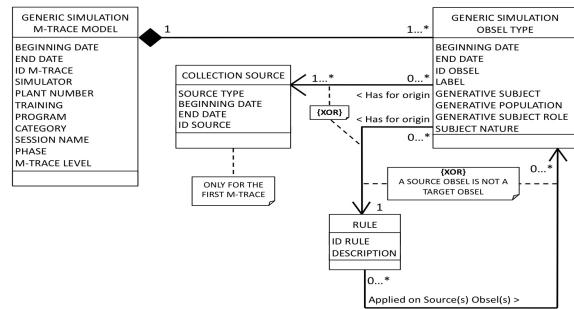 GENERIC SIMULATION
M-TRACE MODEL
BEGINNING DATE
END DATE
ID M-TRACE
SIMULATOR
PLANT NUMBER
TRAINING
PROGRAM
CATEGORY
SESSION NAME
PHASE
M-TRACE LEVEL
1
1...*
GENERIC SIMULATION
OBSEL TYPE
BEGINNING DATE
END DATE
ID OBSEL
LABEL
GENERATIVE SUBJECT
GENERATIVE POPULATION
GENERATIVE SUBJECT ROLE
SUBJECT NATURE
COLLECTION SOURCE
SOURCE TYPE
BEGINNING DATE
END DATE
ID SOURCE
1...*
0...*
< Has for origin
{XOR}
< Has for origin
0...*
ONLY FOR THE
FIRST M-TRACE
{XOR}
A SOURCE OBSEL IS NOT A
TARGET OBSEL
0...*
1
RULE
ID RULE
DESCRIPTION
0...*
Applied on Source(s) Obsel(s) >